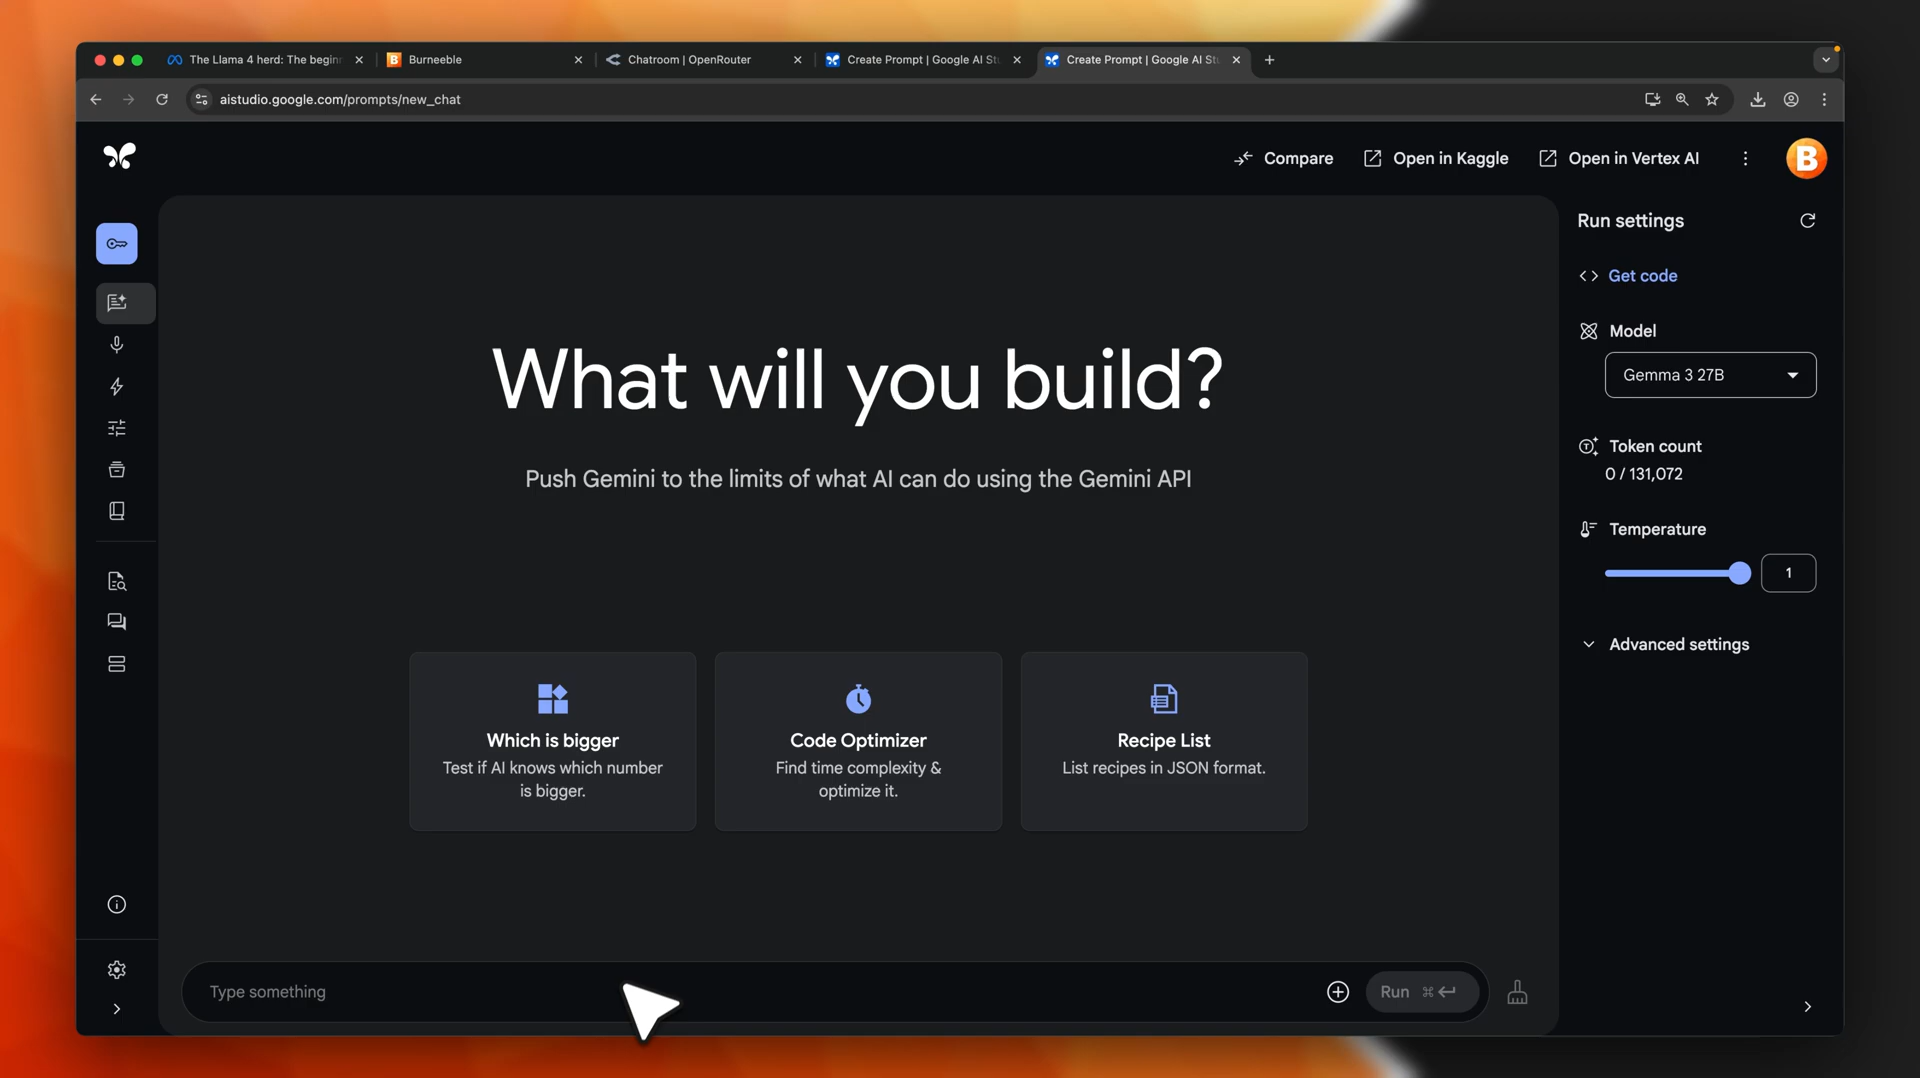 The Llama 4 herd: The beginn
Burneeble
Chatroom | OpenRouter
Create Prompt | Google AI Stu
Create Prompt | Google AI Stu
aistudio.google.com/prompts/new_chat
Compare
Open in Kaggle
Open in Vertex AI
B
Run settings
Get code
Model
Gemma 3 27B
Token count
0 / 131,072
Temperature
1
Advanced settings
What will you build?
Push Gemini to the limits of what AI can do using the Gemini API
Which is bigger
Test if AI knows which number
is bigger.
Code Optimizer
Find time complexity &
optimize it.
Recipe List
List recipes in JSON format.
Type something
Run ⌘↵